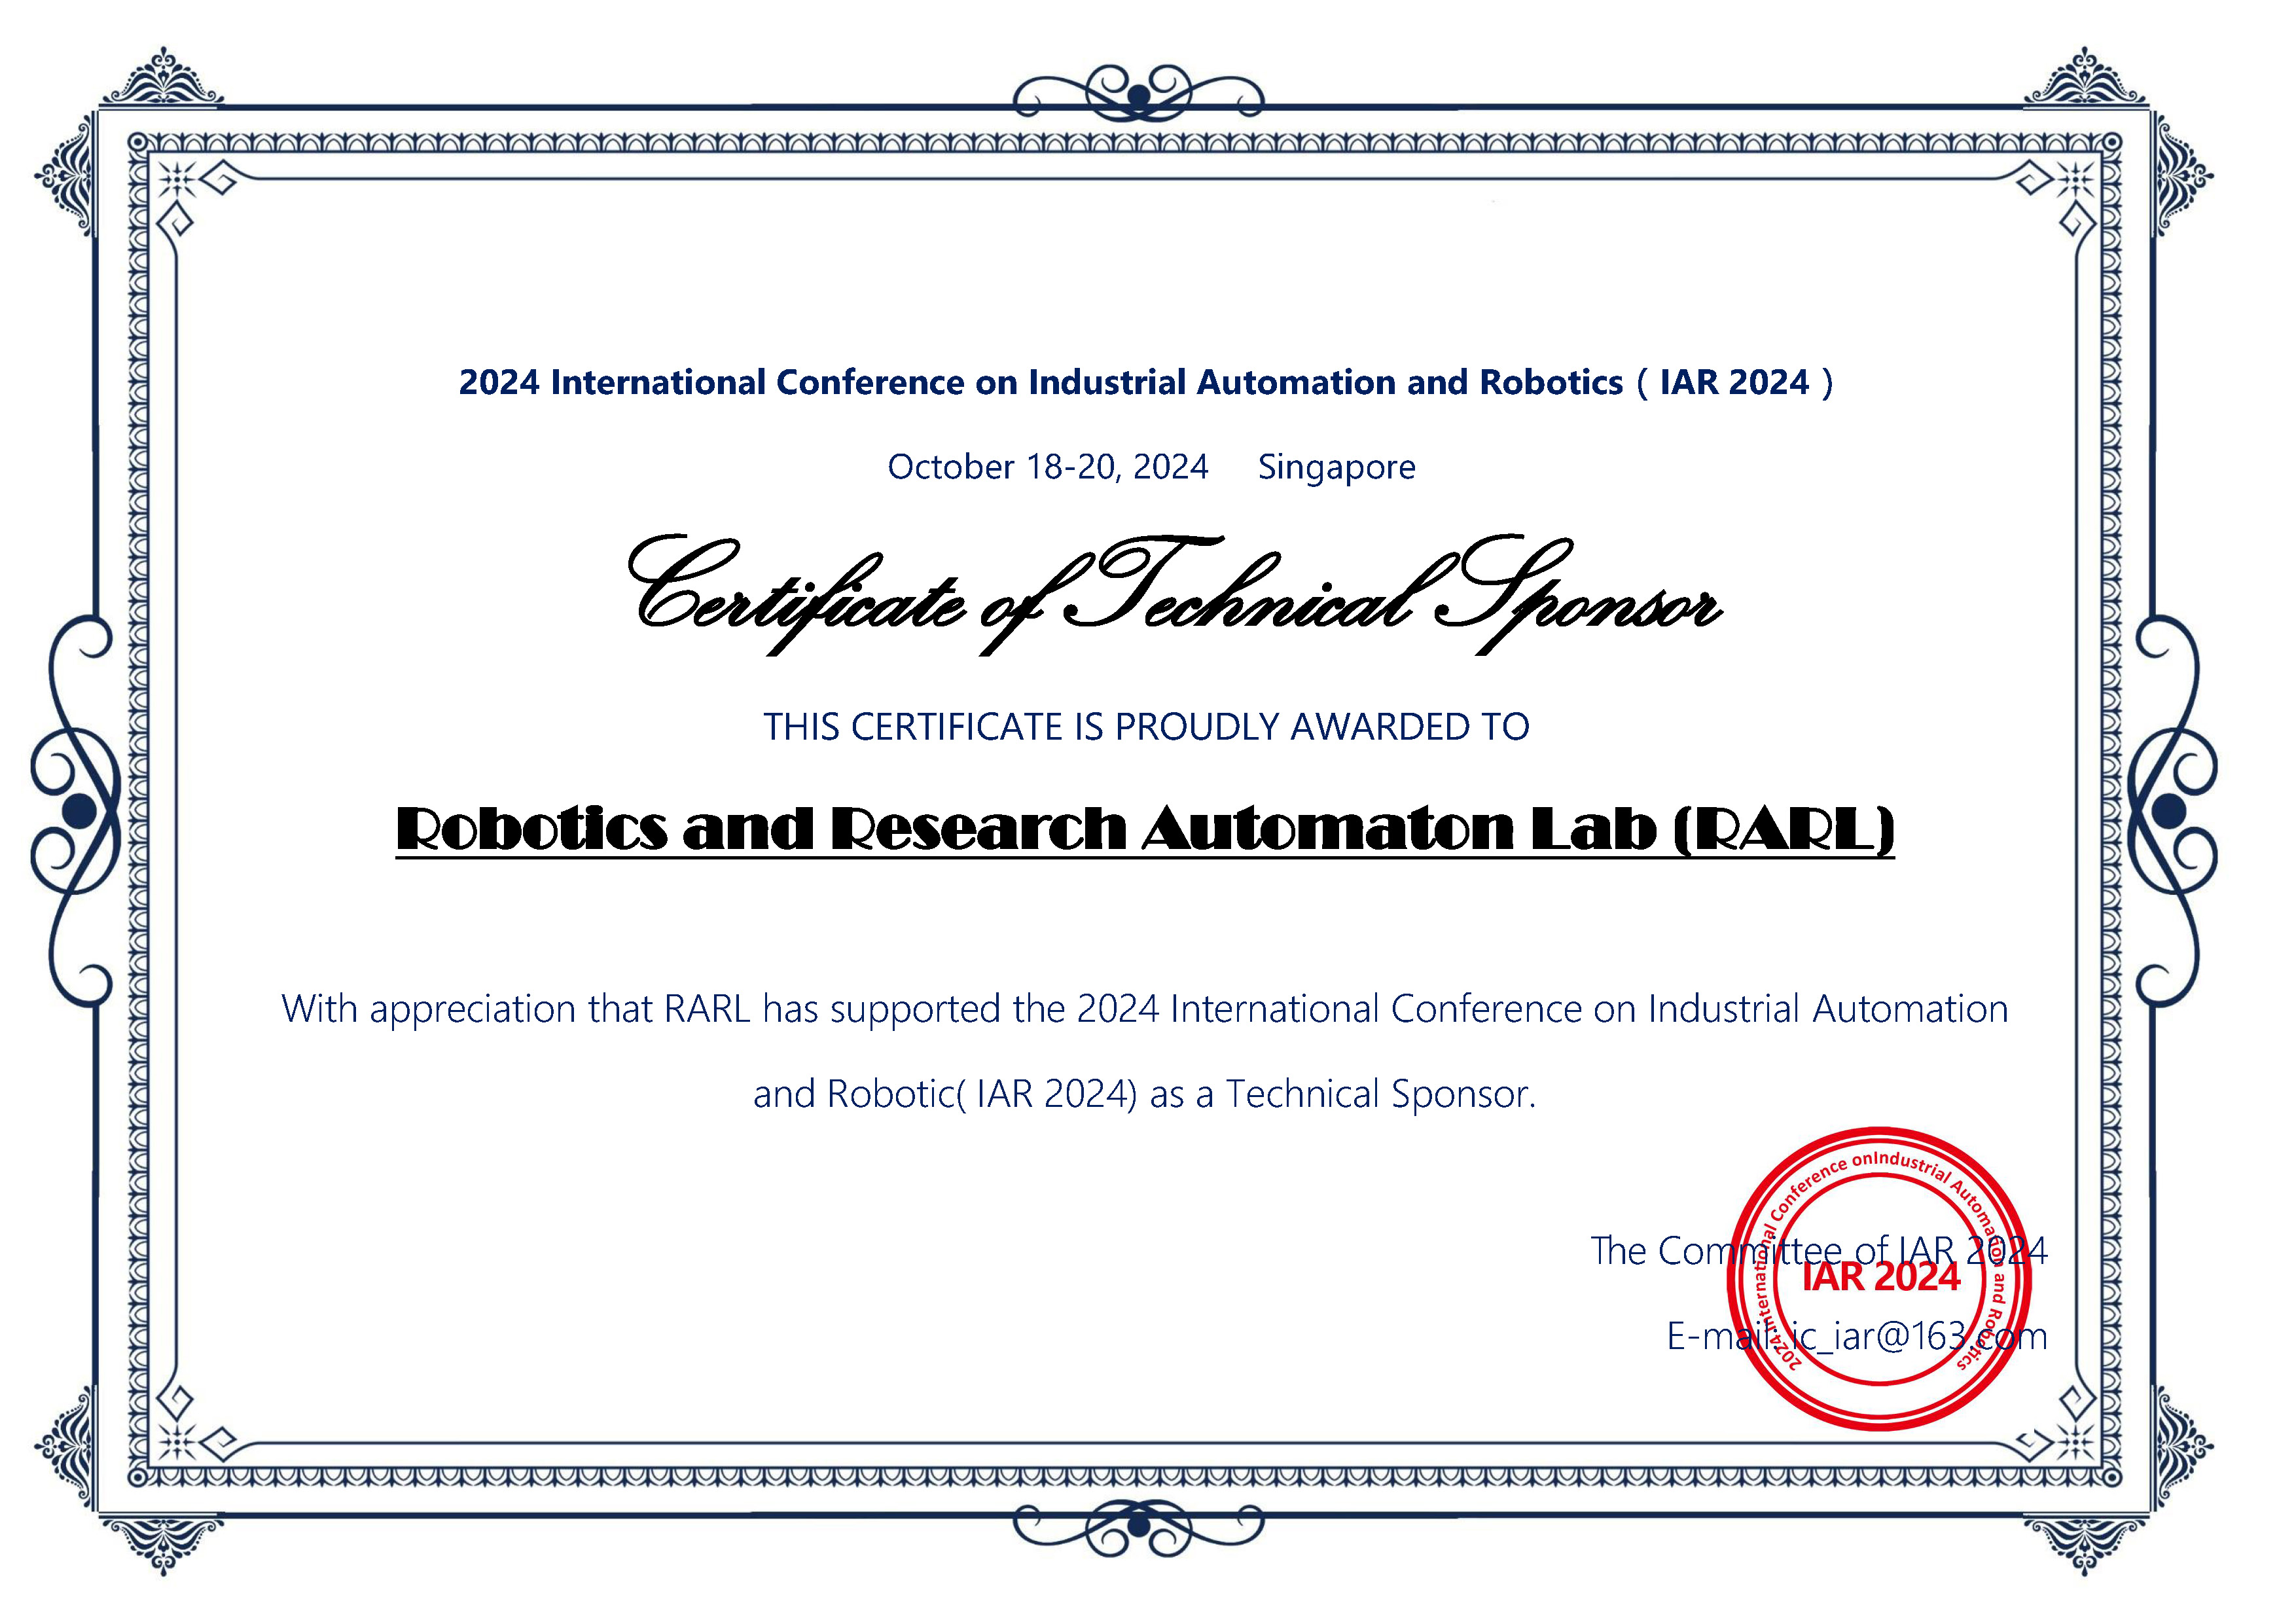 2024 International Conference on Industrial Automation and Robotics ( IAR 2024 )
October 18-20, 2024 Singapore
Certificate of Technical Sponsor
THIS CERTIFICATE IS PROUDLY AWARDED TO
Robotics and Research Automaton Lab (RARL)
With appreciation that RARL has supported the 2024 International Conference on Industrial Automation
and Robotic( IAR 2024) as a Technical Sponsor.
The Committee of IAR 2024
E-mail: ic_iar@163.com
2024 International Conference onIndustrial Automation and Robotics
IAR 2024